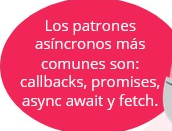 Los patrones
asíncronos más
comunes son:
callbacks, promises,
async await y fetch.